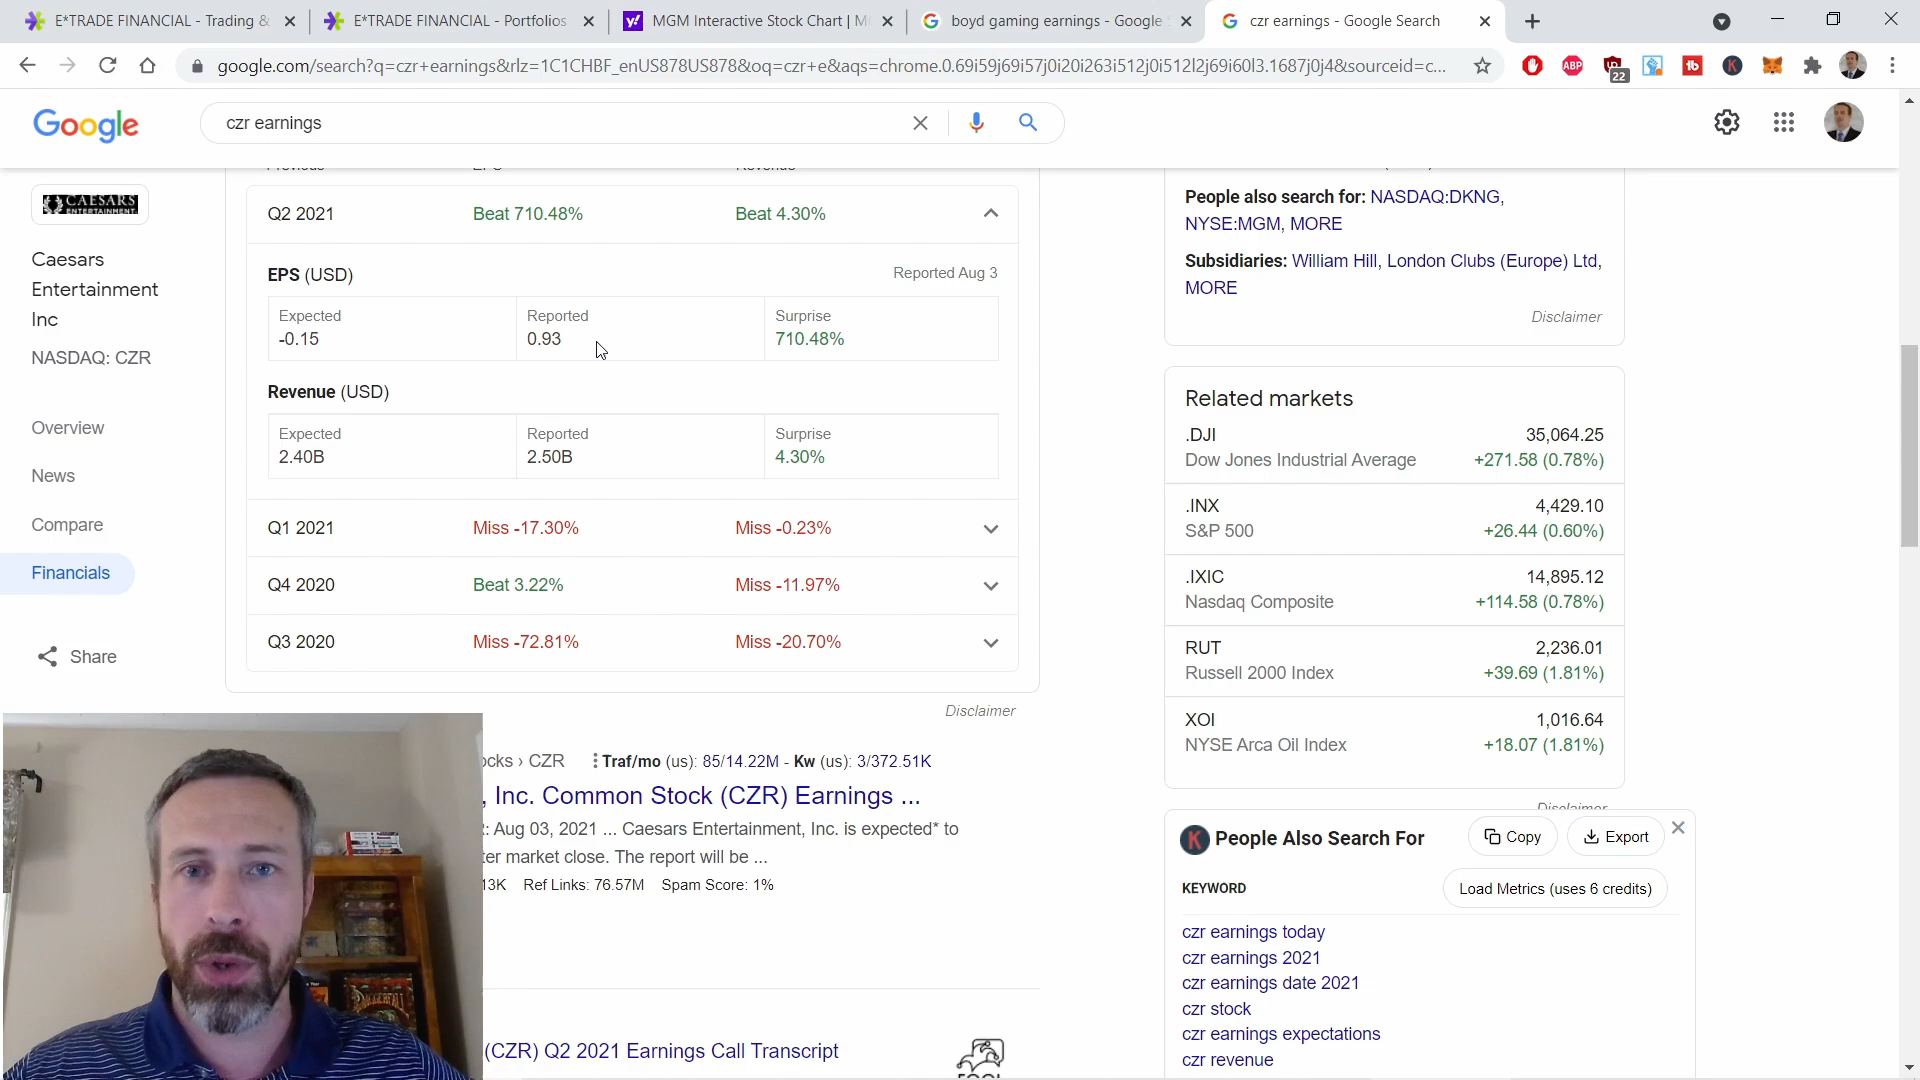 E*TRADE FINANCIAL - Trading &
E*TRADE FINANCIAL - Portfolios
MGM Interactive Stock Chart | M
boyd gaming earnings - Google
czr earnings - Google Search
google.com/search?q=czr+earnings&rlz=1C1CHBF_enUS878US878&oq=czr+e&aqs=chrome.0.69i59j69i57j0i20i263i512j0i512l2j69i60l3.1687j0j4&sourceid=c...
22
Google
czr earnings
CAESARS
ENTERTAINMENT
Caesars
Entertainment
Inc
NASDAQ: CZR
Overview
News
Compare
Financials
Share
Previous EPS Revenue
Q2 2021 Beat 710.48% Beat 4.30%
EPS (USD) Reported Aug 3
Expected Reported Surprise
-0.15 0.93 710.48%
Revenue (USD)
Expected Reported Surprise
2.40B 2.50B 4.30%
Q1 2021 Miss -17.30% Miss -0.23%
Q4 2020 Beat 3.22% Miss -11.97%
Q3 2020 Miss -72.81% Miss -20.70%
Disclaimer
ocks › CZR Traf/mo (us): 85/14.22M - Kw (us): 3/372.51K
, Inc. Common Stock (CZR) Earnings ...
: Aug 03, 2021 ... Caesars Entertainment, Inc. is expected* to
ter market close. The report will be ...
13K Ref Links: 76.57M Spam Score: 1%
(CZR) Q2 2021 Earnings Call Transcript
People also search for: NASDAQ:DKNG,
NYSE:MGM, MORE
Subsidiaries: William Hill, London Clubs (Europe) Ltd,
MORE
Disclaimer
Related markets
.DJI 35,064.25
Dow Jones Industrial Average +271.58 (0.78%)
.INX 4,429.10
S&P 500 +26.44 (0.60%)
.IXIC 14,895.12
Nasdaq Composite +114.58 (0.78%)
RUT 2,236.01
Russell 2000 Index +39.69 (1.81%)
XOI 1,016.64
NYSE Arca Oil Index +18.07 (1.81%)
Disclaimer
People Also Search For Copy Export
KEYWORD Load Metrics (uses 6 credits)
czr earnings today
czr earnings 2021
czr earnings date 2021
czr stock
czr earnings expectations
czr revenue